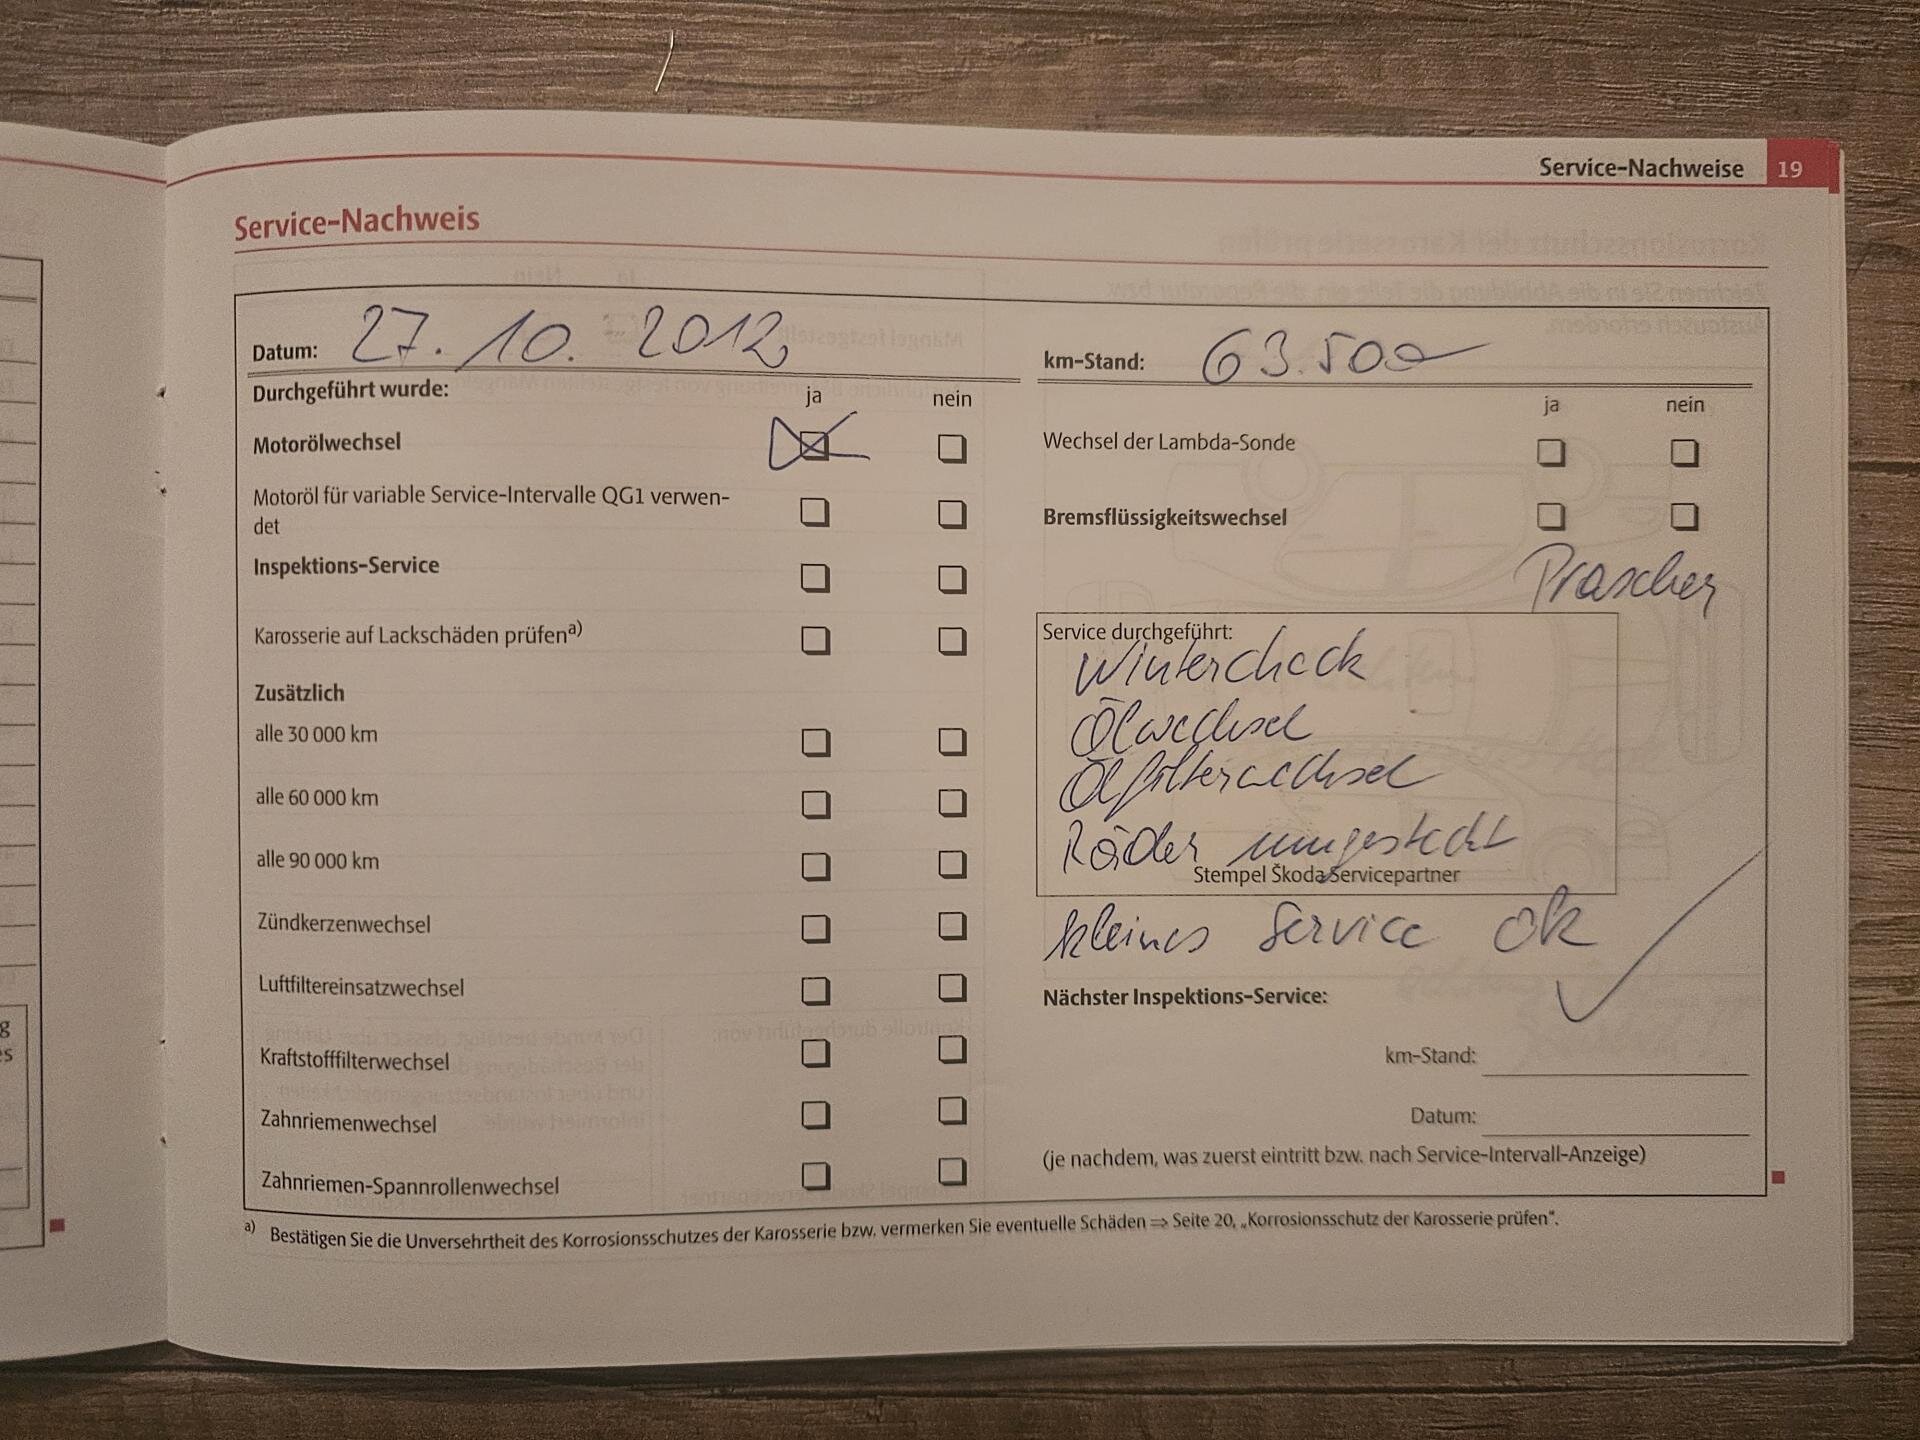 Service-Nachweise 19
Service-Nachweis
Datum: 27. 10. 2012
Durchgeführt wurde:
ja nein
Motorölwechsel
Motoröl für variable Service-Intervalle QG1 verwen-
det
Inspektions-Service
Karosserie auf Lackschäden prüfen a)
Zusätzlich
alle 30 000 km
alle 60 000 km
alle 90 000 km
Zündkerzenwechsel
Luftfiltereinsatzwechsel
Kraftstofffilterwechsel
Zahnriemenwechsel
Zahnriemen-Spannrollenwechsel
km-Stand: 63.500
ja nein
Wechsel der Lambda-Sonde
Bremsflüssigkeitswechsel
Prascher
Service durchgeführt:
Wintercheck
Ölwechsel
Ölfilterwechsel
Räder umgesteckt
Stempel Škoda Servicepartner
kleines Service ok
Nächster Inspektions-Service:
km-Stand:
Datum:
(je nachdem, was zuerst eintritt bzw. nach Service-Intervall-Anzeige)
a) Bestätigen Sie die Unversehrtheit des Korrosionsschutzes der Karosserie bzw. vermerken Sie eventuelle Schäden ⇒ Seite 20, „Korrosionsschutz der Karosserie prüfen“.